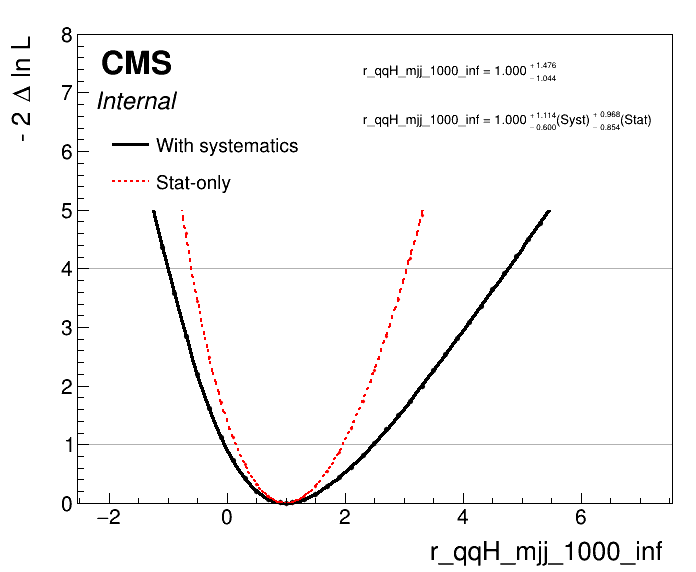 - 2 Δ ln L
8
7
6
5
4
3
2
1
0
CMS
Internal
With systematics
Stat-only
r_qqH_mjj_1000_inf = 1.000 +1.476 −1.044
r_qqH_mjj_1000_inf = 1.000 +1.114 −0.600 (Syst) +0.968 −0.854 (Stat)
−2 0 2 4 6
r_qqH_mjj_1000_inf